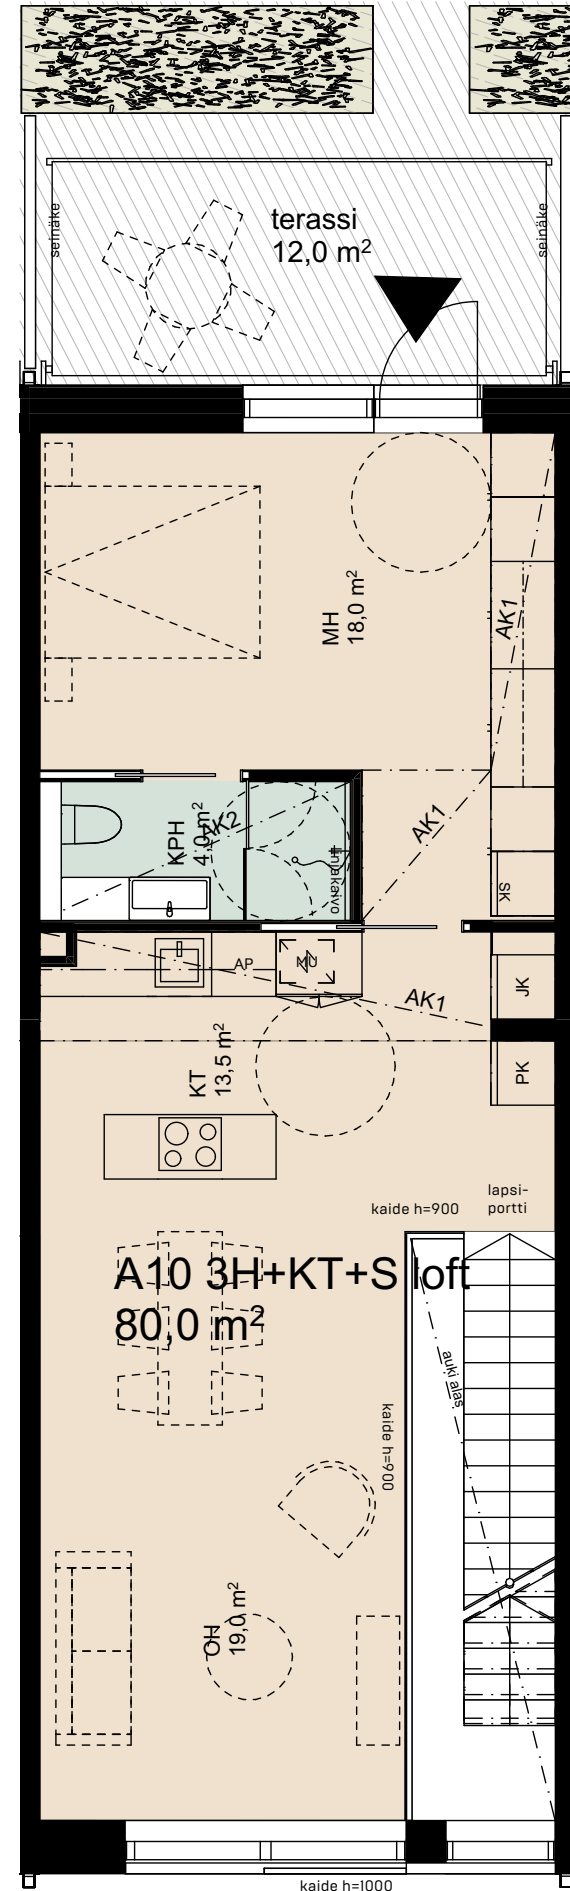 terassi
12,0 m²
seinäke
seinäke
MH
18,0 m²
AK1
KPH
4,0 m²
AK2
linjakaivo
AK1
SK
AP
MU
AK1
JK
PK
KT
13,5 m²
kaide h=900
lapsi-
portti
A10 3H+KT+S loft
80,0 m²
auki alas
kaide h=900
OH
19,0 m²
kaide h=1000